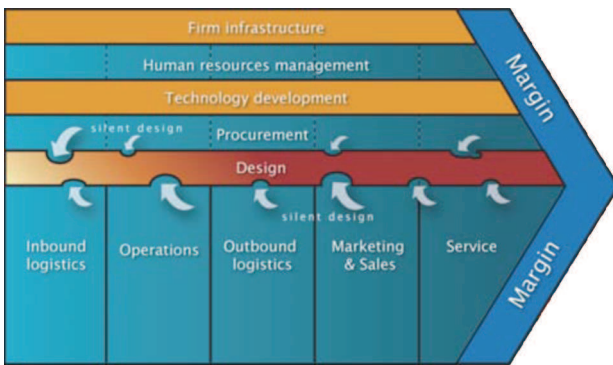 Firm infrastructure
Human resources management
Technology development
silent design
Procurement
Design
silent design
Inbound
logistics
Operations
Outbound
logistics
Marketing
& Sales
Service
Margin
Margin